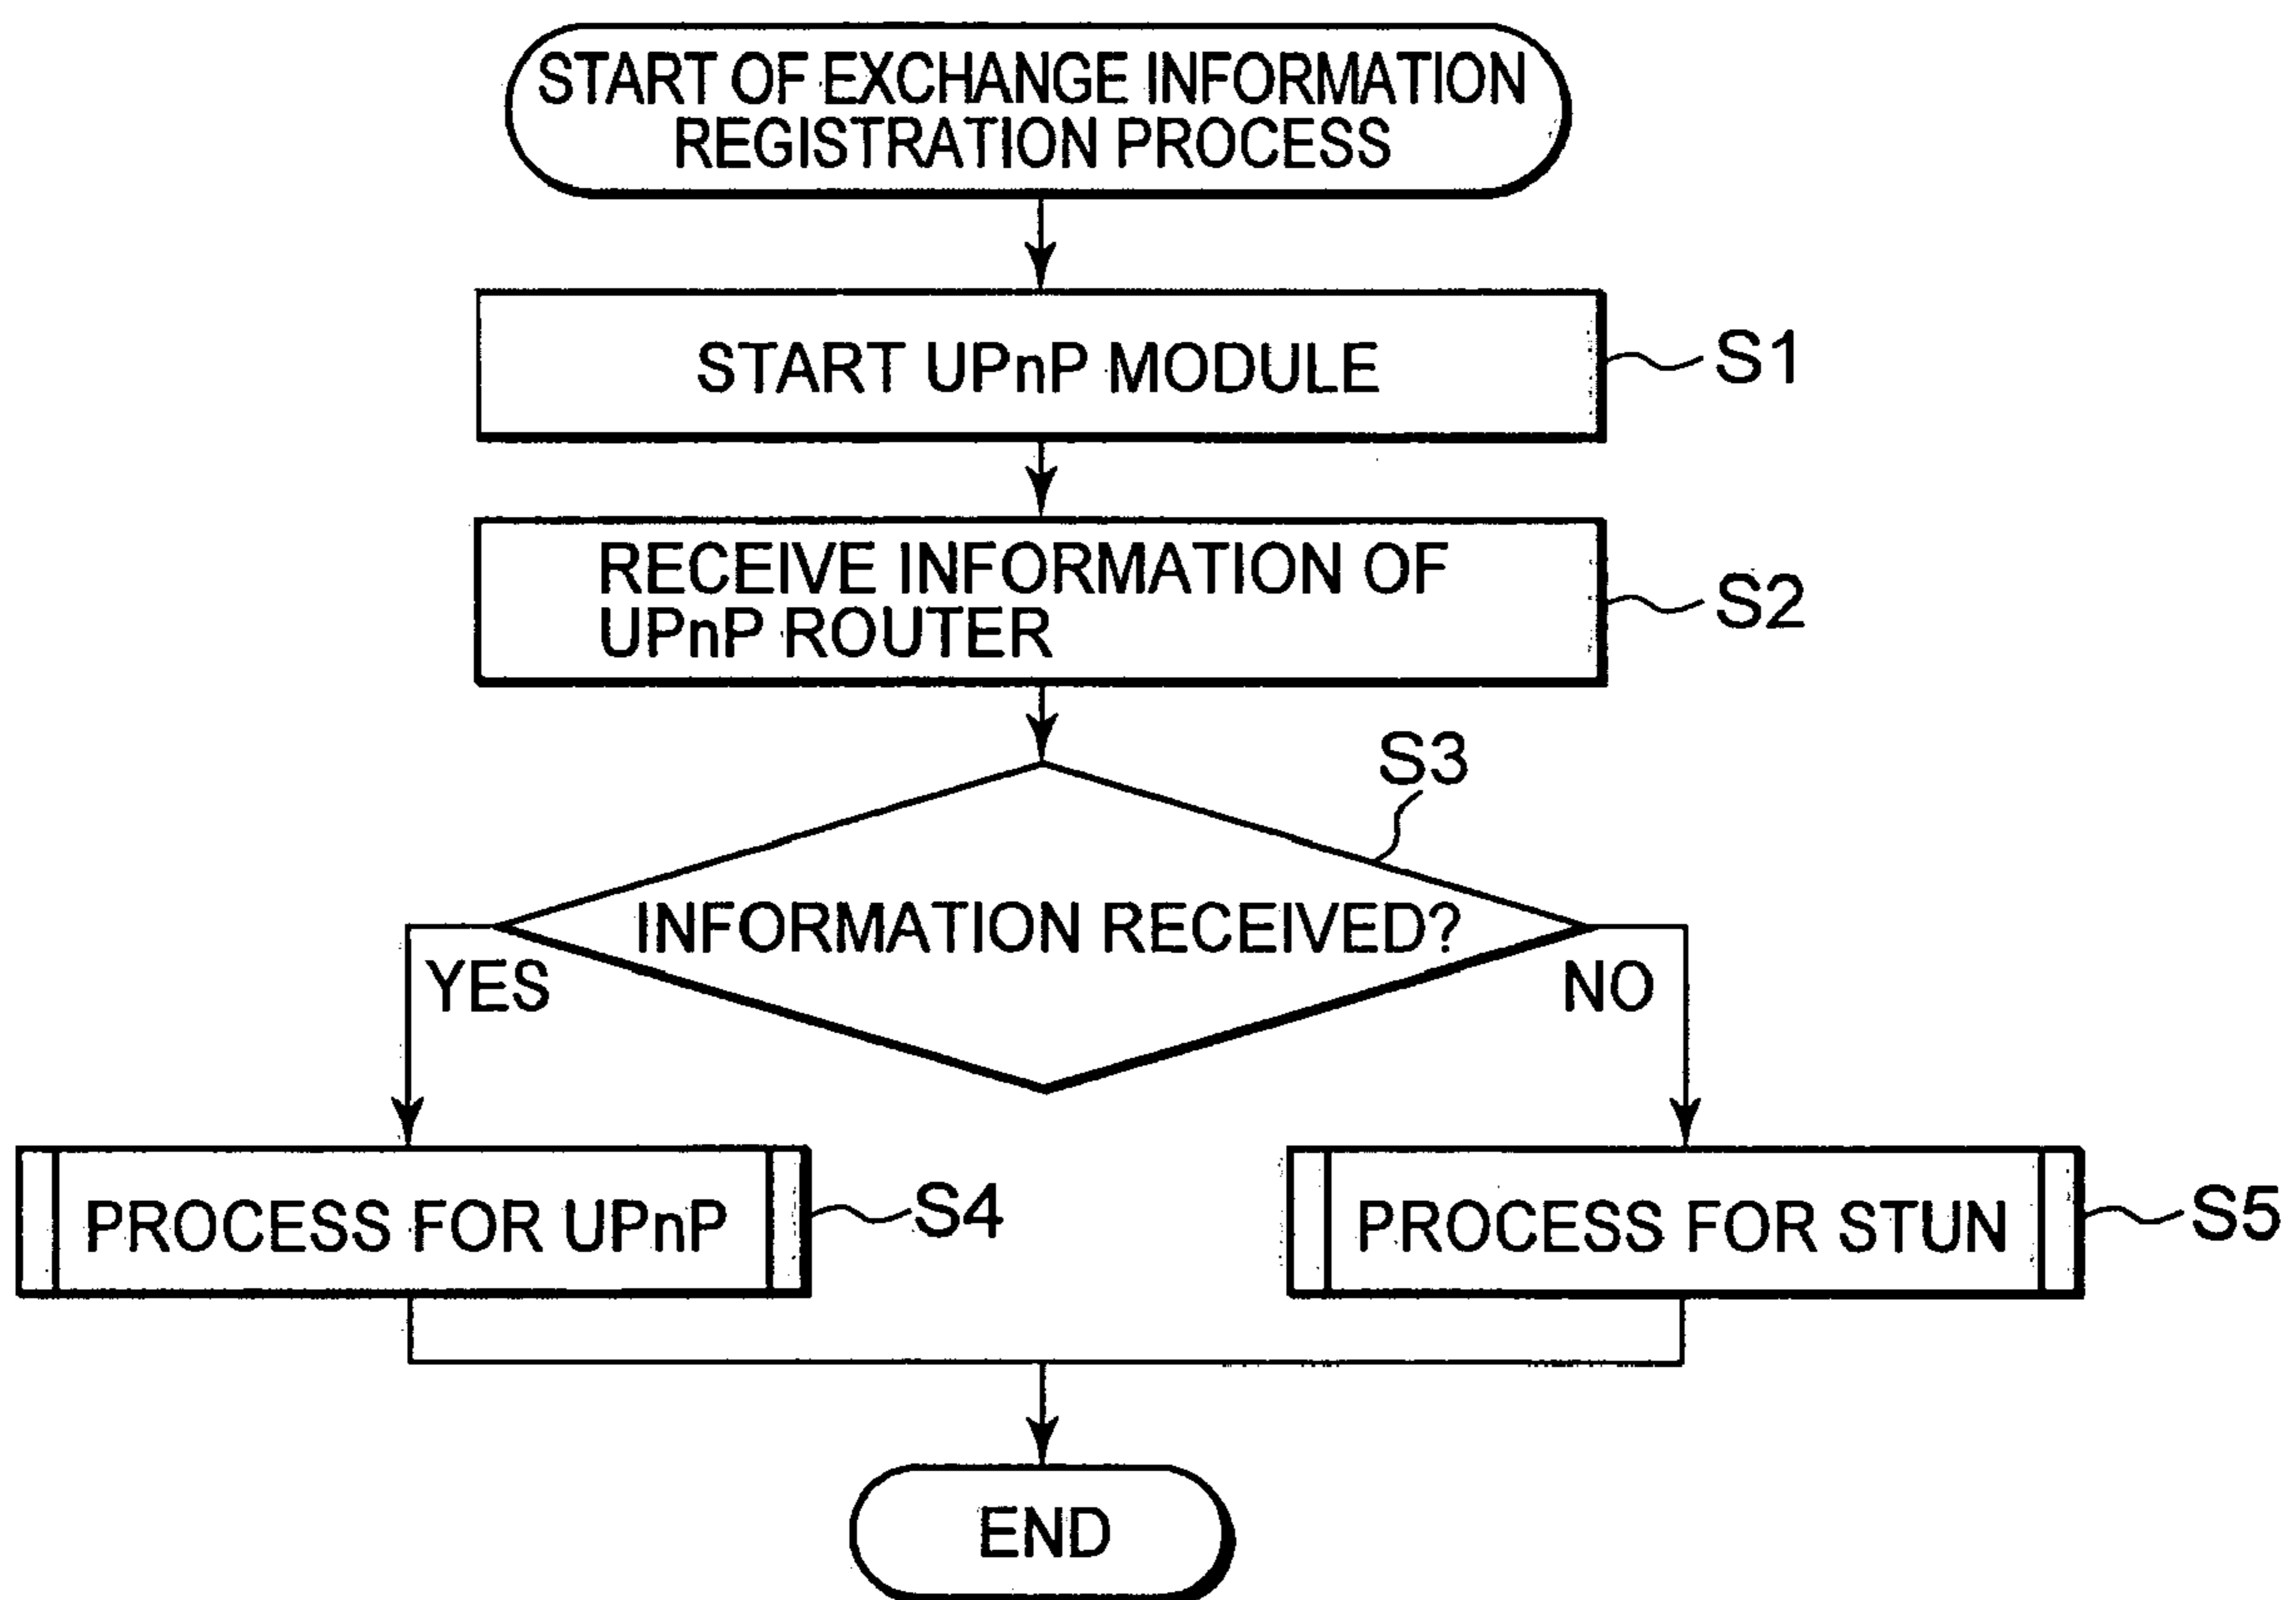 START OF EXCHANGE INFORMATION
REGISTRATION PROCESS
START UPnP MODULE
S1
RECEIVE INFORMATION OF
UPnP ROUTER
S2
S3
INFORMATION RECEIVED?
YES
NO
PROCESS FOR UPnP
S4
PROCESS FOR STUN
S5
END